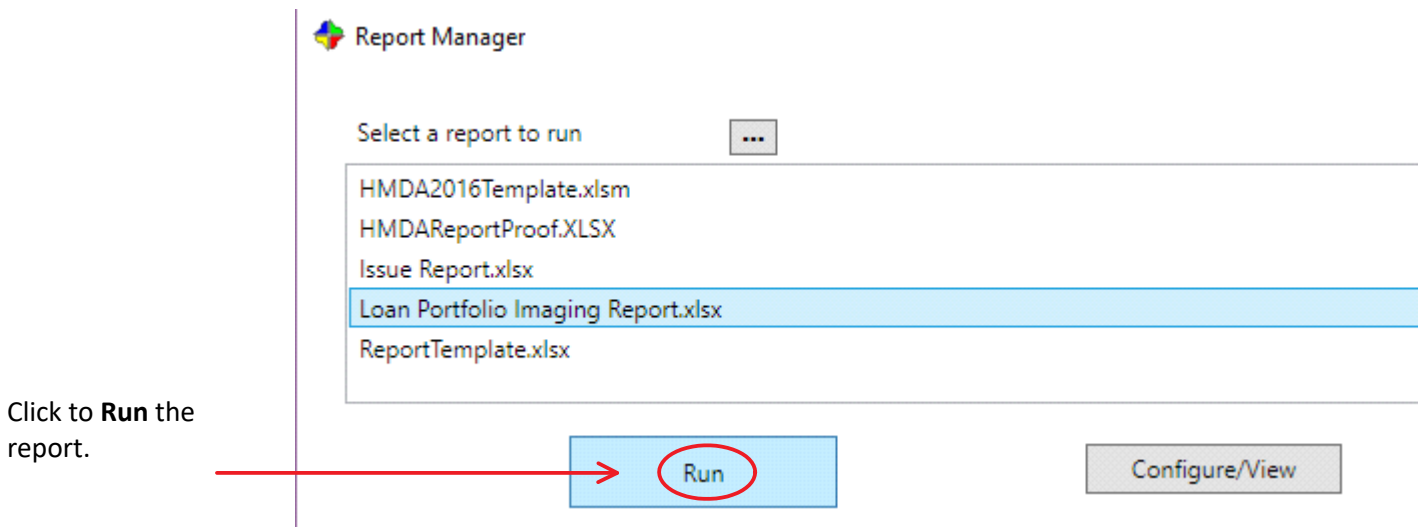 Report Manager
Select a report to run
...
HMDA2016Template.xlsm
HMDAReportProof.XLSX
Issue Report.xlsx
Loan Portfolio Imaging Report.xlsx
ReportTemplate.xlsx
Click to Run the
report.
Run
Configure/View